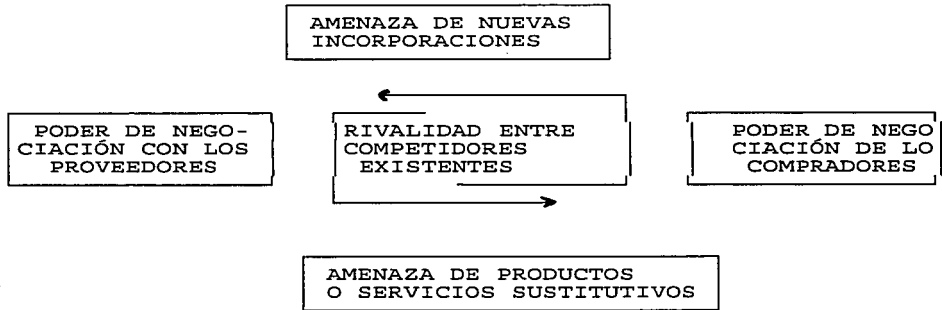 AMENAZA DE NUEVAS
INCORPORACIONES
PODER DE NEGO-
CIACIÓN CON LOS
PROVEEDORES
RIVALIDAD ENTRE
COMPETIDORES
EXISTENTES
PODER DE NEGO
CIACIÓN DE LO
COMPRADORES
AMENAZA DE PRODUCTOS
O SERVICIOS SUSTITUTIVOS